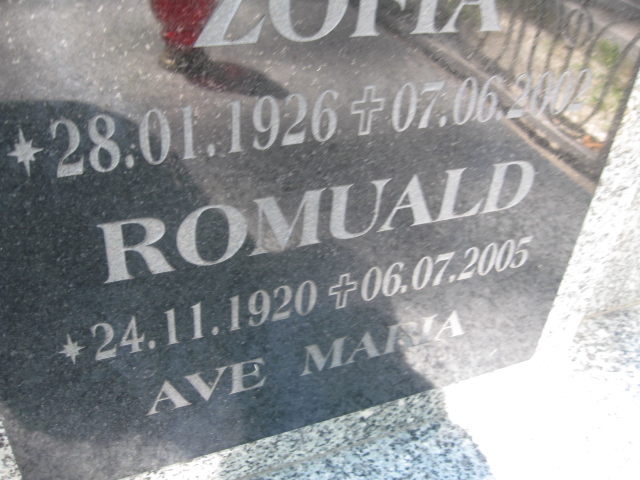 ZOFIA
*28.01.1926 ✝ 07.06.2002
ROMUALD
*24.11.1920 ✝ 06.07.2005
AVE MARIA